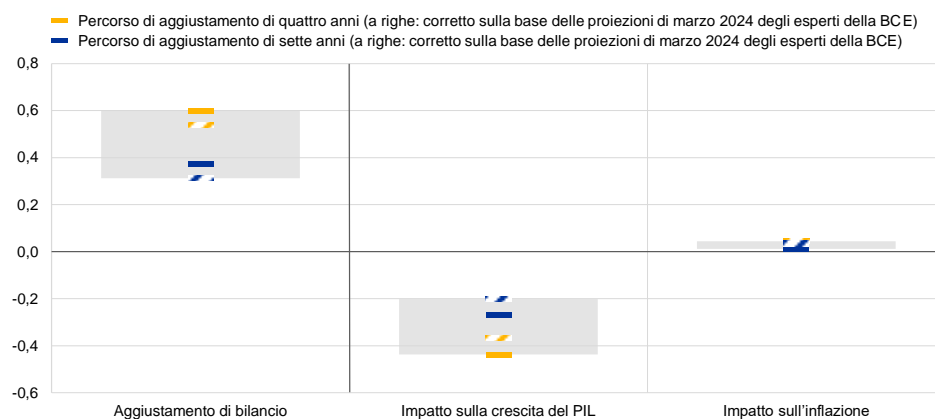 Percorso di aggiustamento di quattro anni (a righe: corretto sulla base delle proiezioni di marzo 2024 degli esperti della BCE)
Percorso di aggiustamento di sette anni (a righe: corretto sulla base delle proiezioni di marzo 2024 degli esperti della BCE)
0,8
0,6
0,4
0,2
0,0
-0,2
-0,4
-0,6
Aggiustamento di bilancio
Impatto sulla crescita del PIL
Impatto sull’inflazione